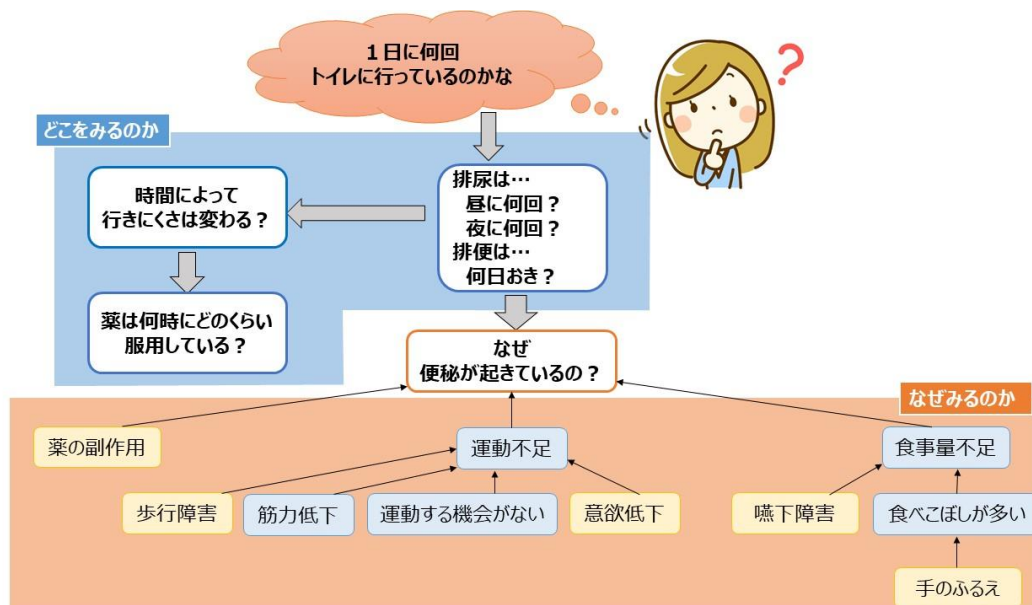 １日に何回
トイレに行っているのかな
?
どこをみるのか
時間によって
行きにくさは変わる？
排尿は…
昼に何回？
夜に何回？
排便は…
何日おき？
薬は何時にどのくらい
服用している？
なぜ
便秘が起きているの？
なぜみるのか
薬の副作用
運動不足
食事量不足
歩行障害
筋力低下
運動する機会がない
意欲低下
嚥下障害
食べこぼしが多い
手のふるえ